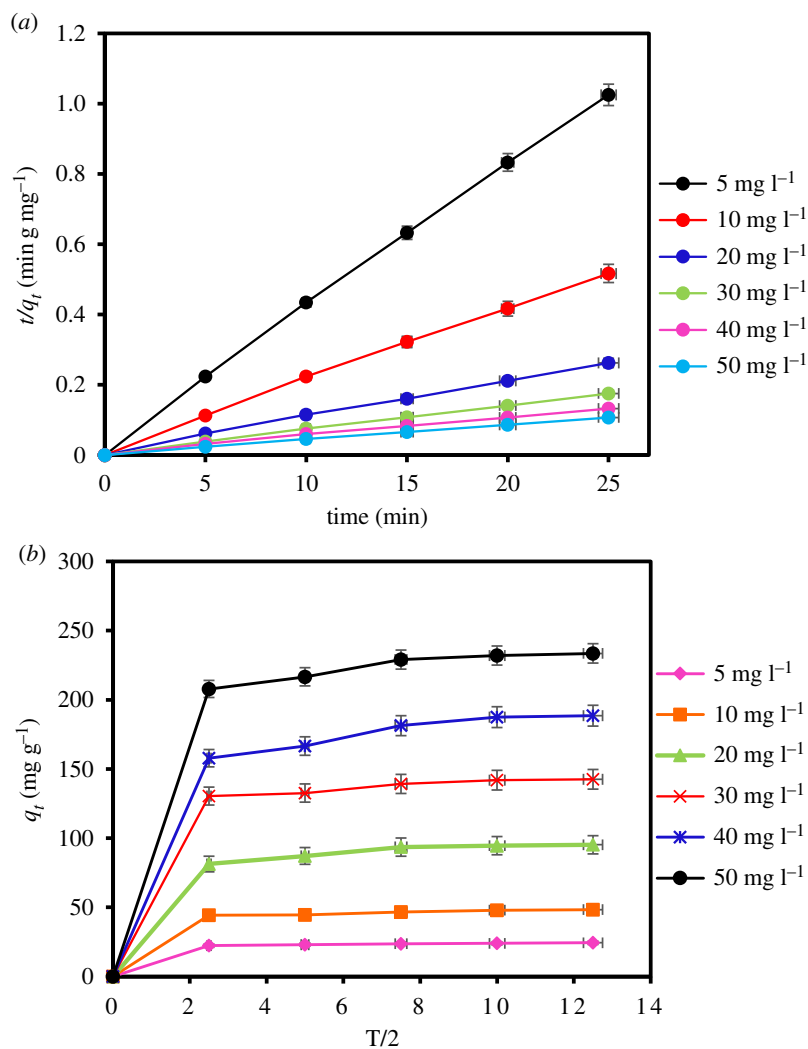 (a)
1.2
1.0
0.8
0.6
0.4
0.2
0
t/qt (min g mg⁻¹)
0 5 10 15 20 25
time (min)
5 mg l⁻¹
10 mg l⁻¹
20 mg l⁻¹
30 mg l⁻¹
40 mg l⁻¹
50 mg l⁻¹
(b)
300
250
200
150
100
50
0
qt (mg g⁻¹)
0 2 4 6 8 10 12 14
T/2
5 mg l⁻¹
10 mg l⁻¹
20 mg l⁻¹
30 mg l⁻¹
40 mg l⁻¹
50 mg l⁻¹